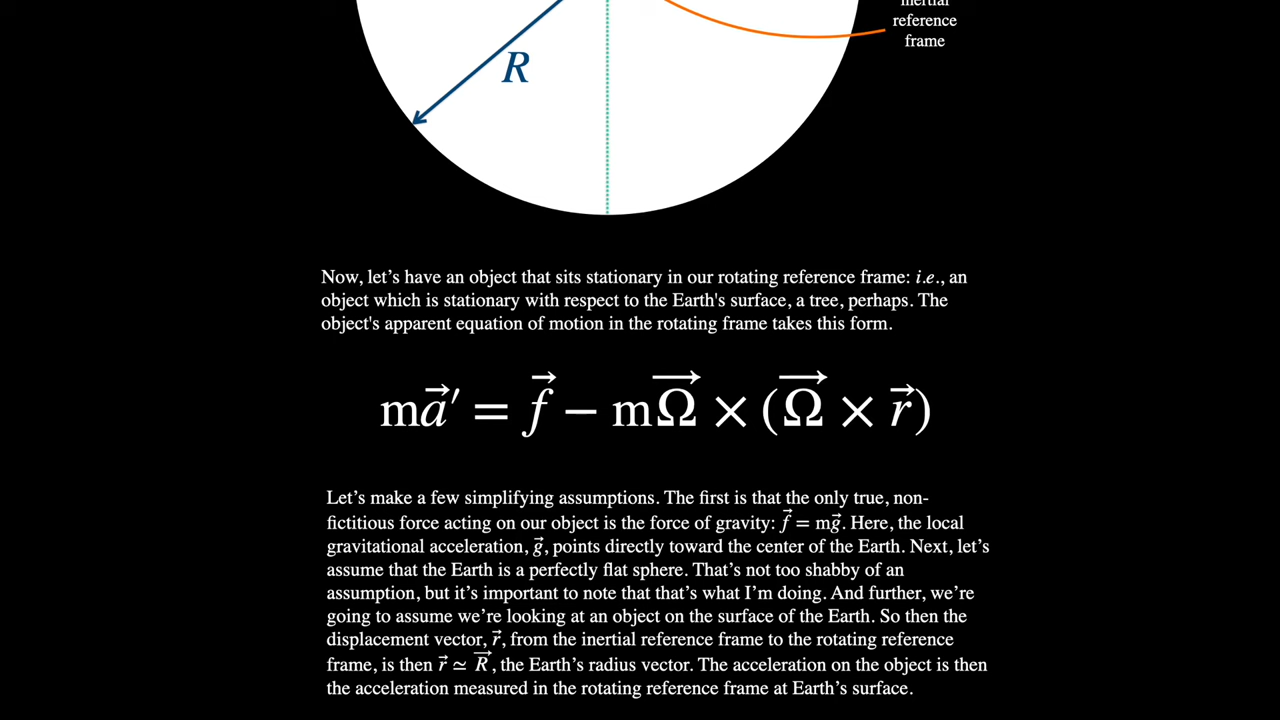 inertial
reference
frame
R
Now, let’s have an object that sits stationary in our rotating reference frame: i.e., an
object which is stationary with respect to the Earth's surface, a tree, perhaps. The
object's apparent equation of motion in the rotating frame takes this form.
m\vec{a}′ = \vec{f} − m\vec{Ω} × (\vec{Ω} × \vec{r})
Let’s make a few simplifying assumptions. The first is that the only true, non-
fictitious force acting on our object is the force of gravity: \vec{f} = m\vec{g}. Here, the local
gravitational acceleration, \vec{g}, points directly toward the center of the Earth. Next, let’s
assume that the Earth is a perfectly flat sphere. That’s not too shabby of an
assumption, but it’s important to note that that’s what I’m doing. And further, we’re
going to assume we’re looking at an object on the surface of the Earth. So then the
displacement vector, \vec{r}, from the inertial reference frame to the rotating reference
frame, is then \vec{r} ≃ \vec{R}, the Earth’s radius vector. The acceleration on the object is then
the acceleration measured in the rotating reference frame at Earth’s surface.